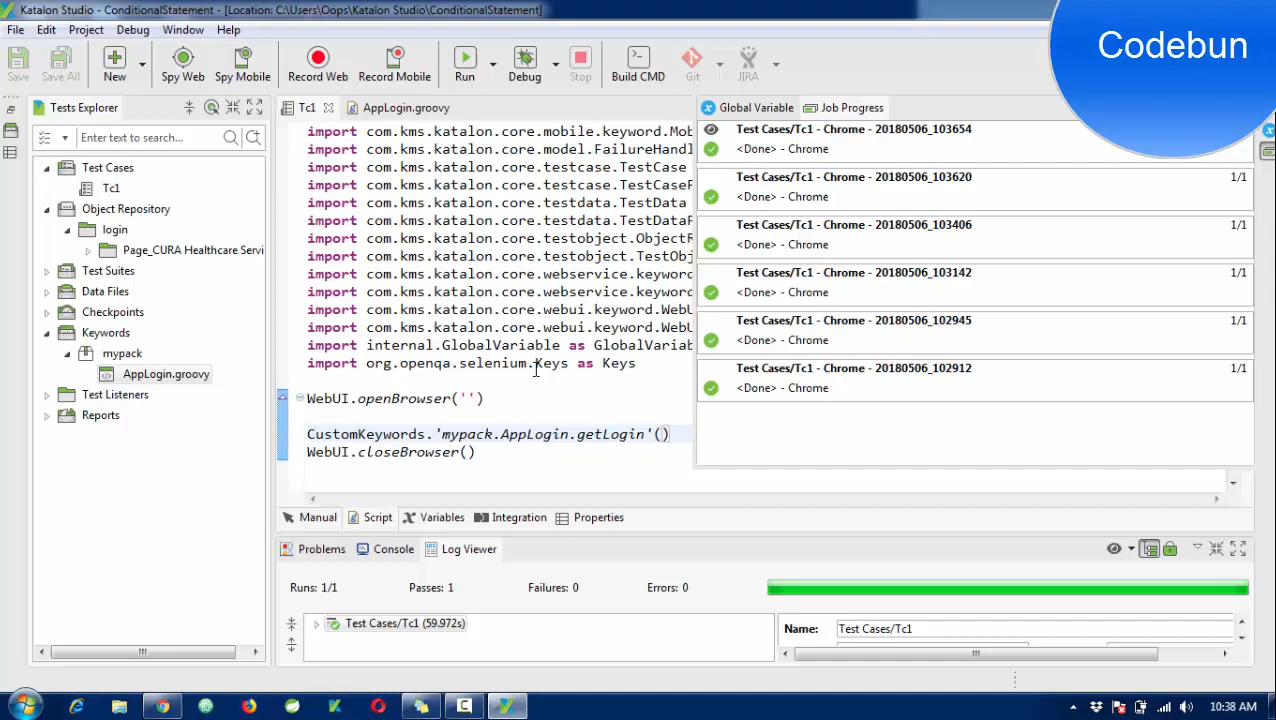 Katalon Studio - ConditionalStatement - [Location: C:\Users\Oops\Katalon Studio\ConditionalStatement]
Codebun
File Edit Project Debug Window Help
Save Save All New Spy Web Spy Mobile Record Web Record Mobile Run Debug Stop Build CMD Git JIRA
Tests Explorer
Enter text to search...
Test Cases
Tc1
Object Repository
login
Page_CURA Healthcare Servi
Test Suites
Data Files
Checkpoints
Keywords
mypack
AppLogin.groovy
Test Listeners
Reports
Tc1 AppLogin.groovy
import com.kms.katalon.core.mobile.keyword.Mob
import com.kms.katalon.core.model.FailureHandl
import com.kms.katalon.core.testcase.TestCase
import com.kms.katalon.core.testcase.TestCaseF
import com.kms.katalon.core.testdata.TestData
import com.kms.katalon.core.testdata.TestDataF
import com.kms.katalon.core.testobject.ObjectR
import com.kms.katalon.core.testobject.TestObj
import com.kms.katalon.core.webservice.keyword
import com.kms.katalon.core.webservice.keyword
import com.kms.katalon.core.webui.keyword.WebU
import com.kms.katalon.core.webui.keyword.WebU
import internal.GlobalVariable as GlobalVariab
import org.openqa.selenium.Keys as Keys
WebUI.openBrowser('')
CustomKeywords.'mypack.AppLogin.getLogin'()
WebUI.closeBrowser()
Global Variable Job Progress
Test Cases/Tc1 - Chrome - 20180506_103654
<Done> - Chrome
Test Cases/Tc1 - Chrome - 20180506_103620 1/1
<Done> - Chrome
Test Cases/Tc1 - Chrome - 20180506_103406 1/1
<Done> - Chrome
Test Cases/Tc1 - Chrome - 20180506_103142 1/1
<Done> - Chrome
Test Cases/Tc1 - Chrome - 20180506_102945 1/1
<Done> - Chrome
Test Cases/Tc1 - Chrome - 20180506_102912 1/1
<Done> - Chrome
Manual Script Variables Integration Properties
Problems Console Log Viewer
Runs: 1/1 Passes: 1 Failures: 0 Errors: 0
Test Cases/Tc1 (59.972s)
Name: Test Cases/Tc1
10:38 AM